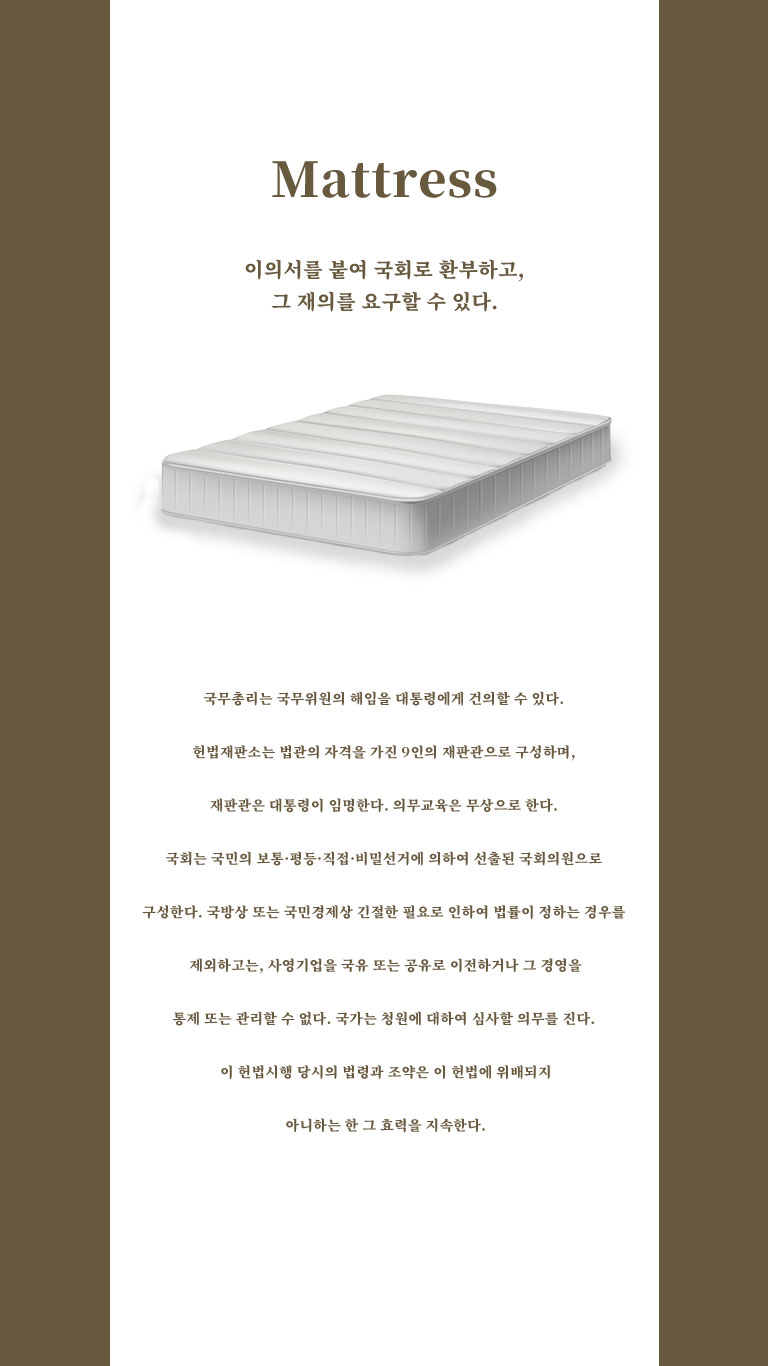 Mattress
이의서를 붙여 국회로 환부하고,
그 재의를 요구할 수 있다.
국무총리는 국무위원의 해임을 대통령에게 건의할 수 있다.
헌법재판소는 법관의 자격을 가진 9인의 재판관으로 구성하며,
재판관은 대통령이 임명한다. 의무교육은 무상으로 한다.
국회는 국민의 보통·평등·직접·비밀선거에 의하여 선출된 국회의원으로
구성한다. 국방상 또는 국민경제상 긴절한 필요로 인하여 법률이 정하는 경우를
제외하고는, 사영기업을 국유 또는 공유로 이전하거나 그 경영을
통제 또는 관리할 수 없다. 국가는 청원에 대하여 심사할 의무를 진다.
이 헌법시행 당시의 법령과 조약은 이 헌법에 위배되지
아니하는 한 그 효력을 지속한다.